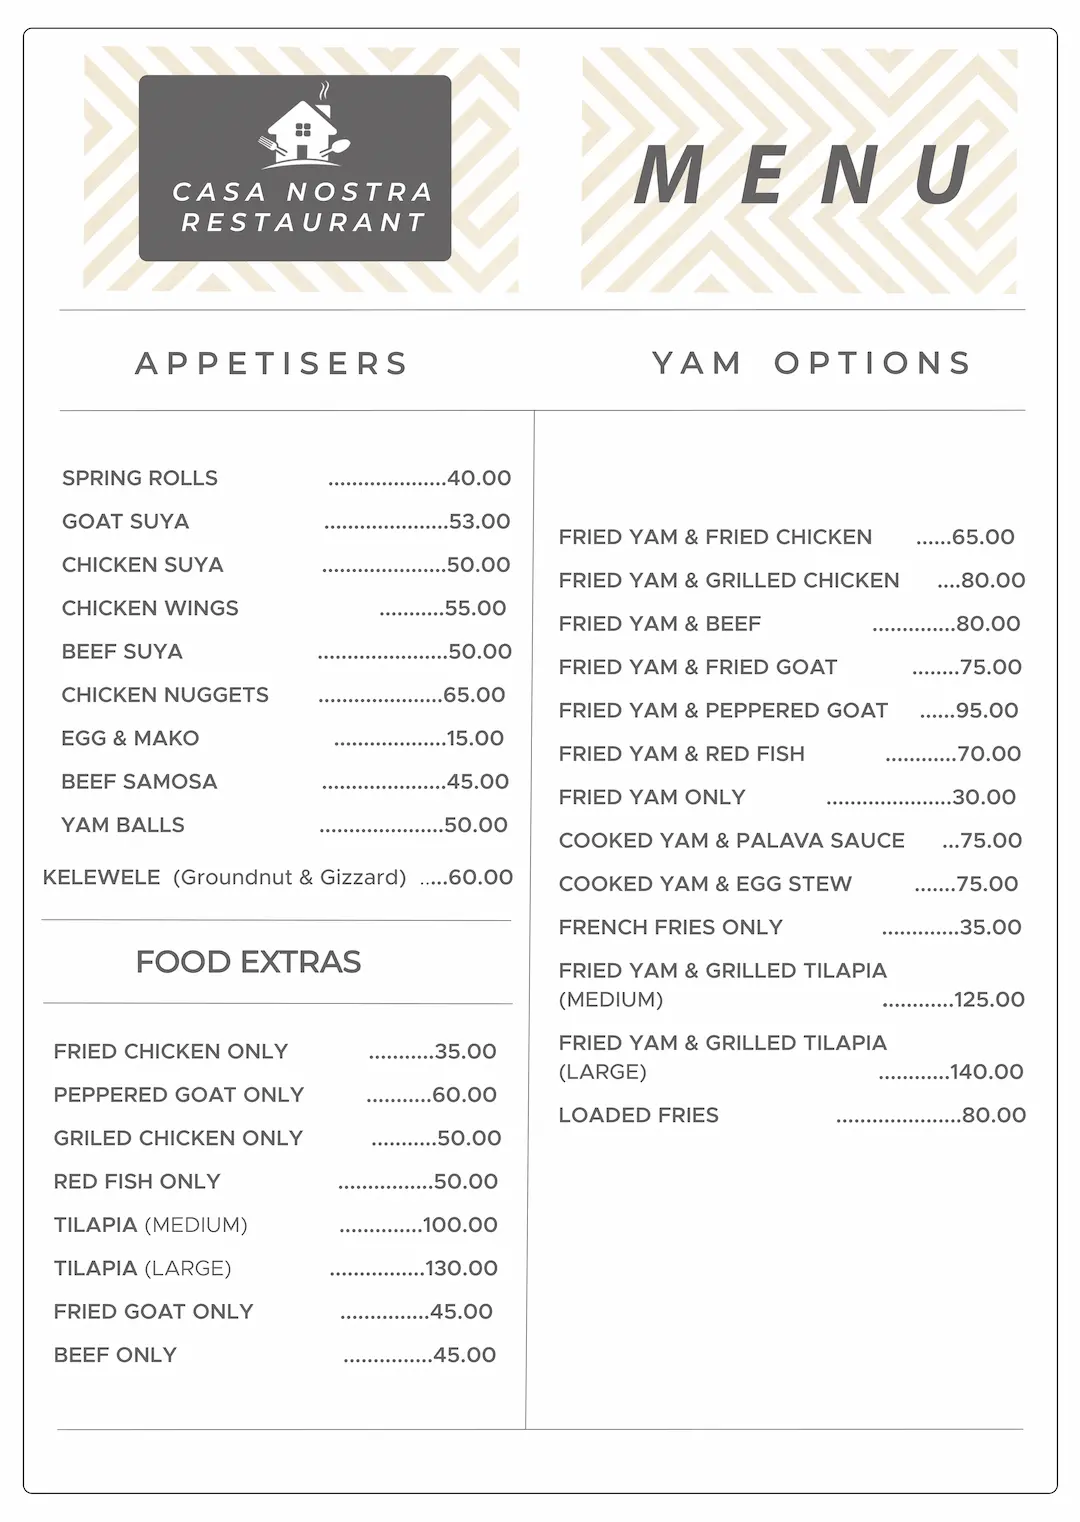 CASA NOSTRA
RESTAURANT
MENU
APPETISERS
SPRING ROLLS ....................40.00
GOAT SUYA .....................53.00
CHICKEN SUYA .....................50.00
CHICKEN WINGS ...........55.00
BEEF SUYA ......................50.00
CHICKEN NUGGETS .....................65.00
EGG & MAKO ...................15.00
BEEF SAMOSA .....................45.00
YAM BALLS .....................50.00
KELEWELE (Groundnut & Gizzard) .....60.00
FOOD EXTRAS
FRIED CHICKEN ONLY ...........35.00
PEPPERED GOAT ONLY ...........60.00
GRILED CHICKEN ONLY ...........50.00
RED FISH ONLY ................50.00
TILAPIA (MEDIUM) ..............100.00
TILAPIA (LARGE) ................130.00
FRIED GOAT ONLY ...............45.00
BEEF ONLY ...............45.00
YAM OPTIONS
FRIED YAM & FRIED CHICKEN ......65.00
FRIED YAM & GRILLED CHICKEN ....80.00
FRIED YAM & BEEF ..............80.00
FRIED YAM & FRIED GOAT ........75.00
FRIED YAM & PEPPERED GOAT ......95.00
FRIED YAM & RED FISH ............70.00
FRIED YAM ONLY .....................30.00
COOKED YAM & PALAVA SAUCE ...75.00
COOKED YAM & EGG STEW .......75.00
FRENCH FRIES ONLY .............35.00
FRIED YAM & GRILLED TILAPIA
(MEDIUM) ............125.00
FRIED YAM & GRILLED TILAPIA
(LARGE) ............140.00
LOADED FRIES .....................80.00